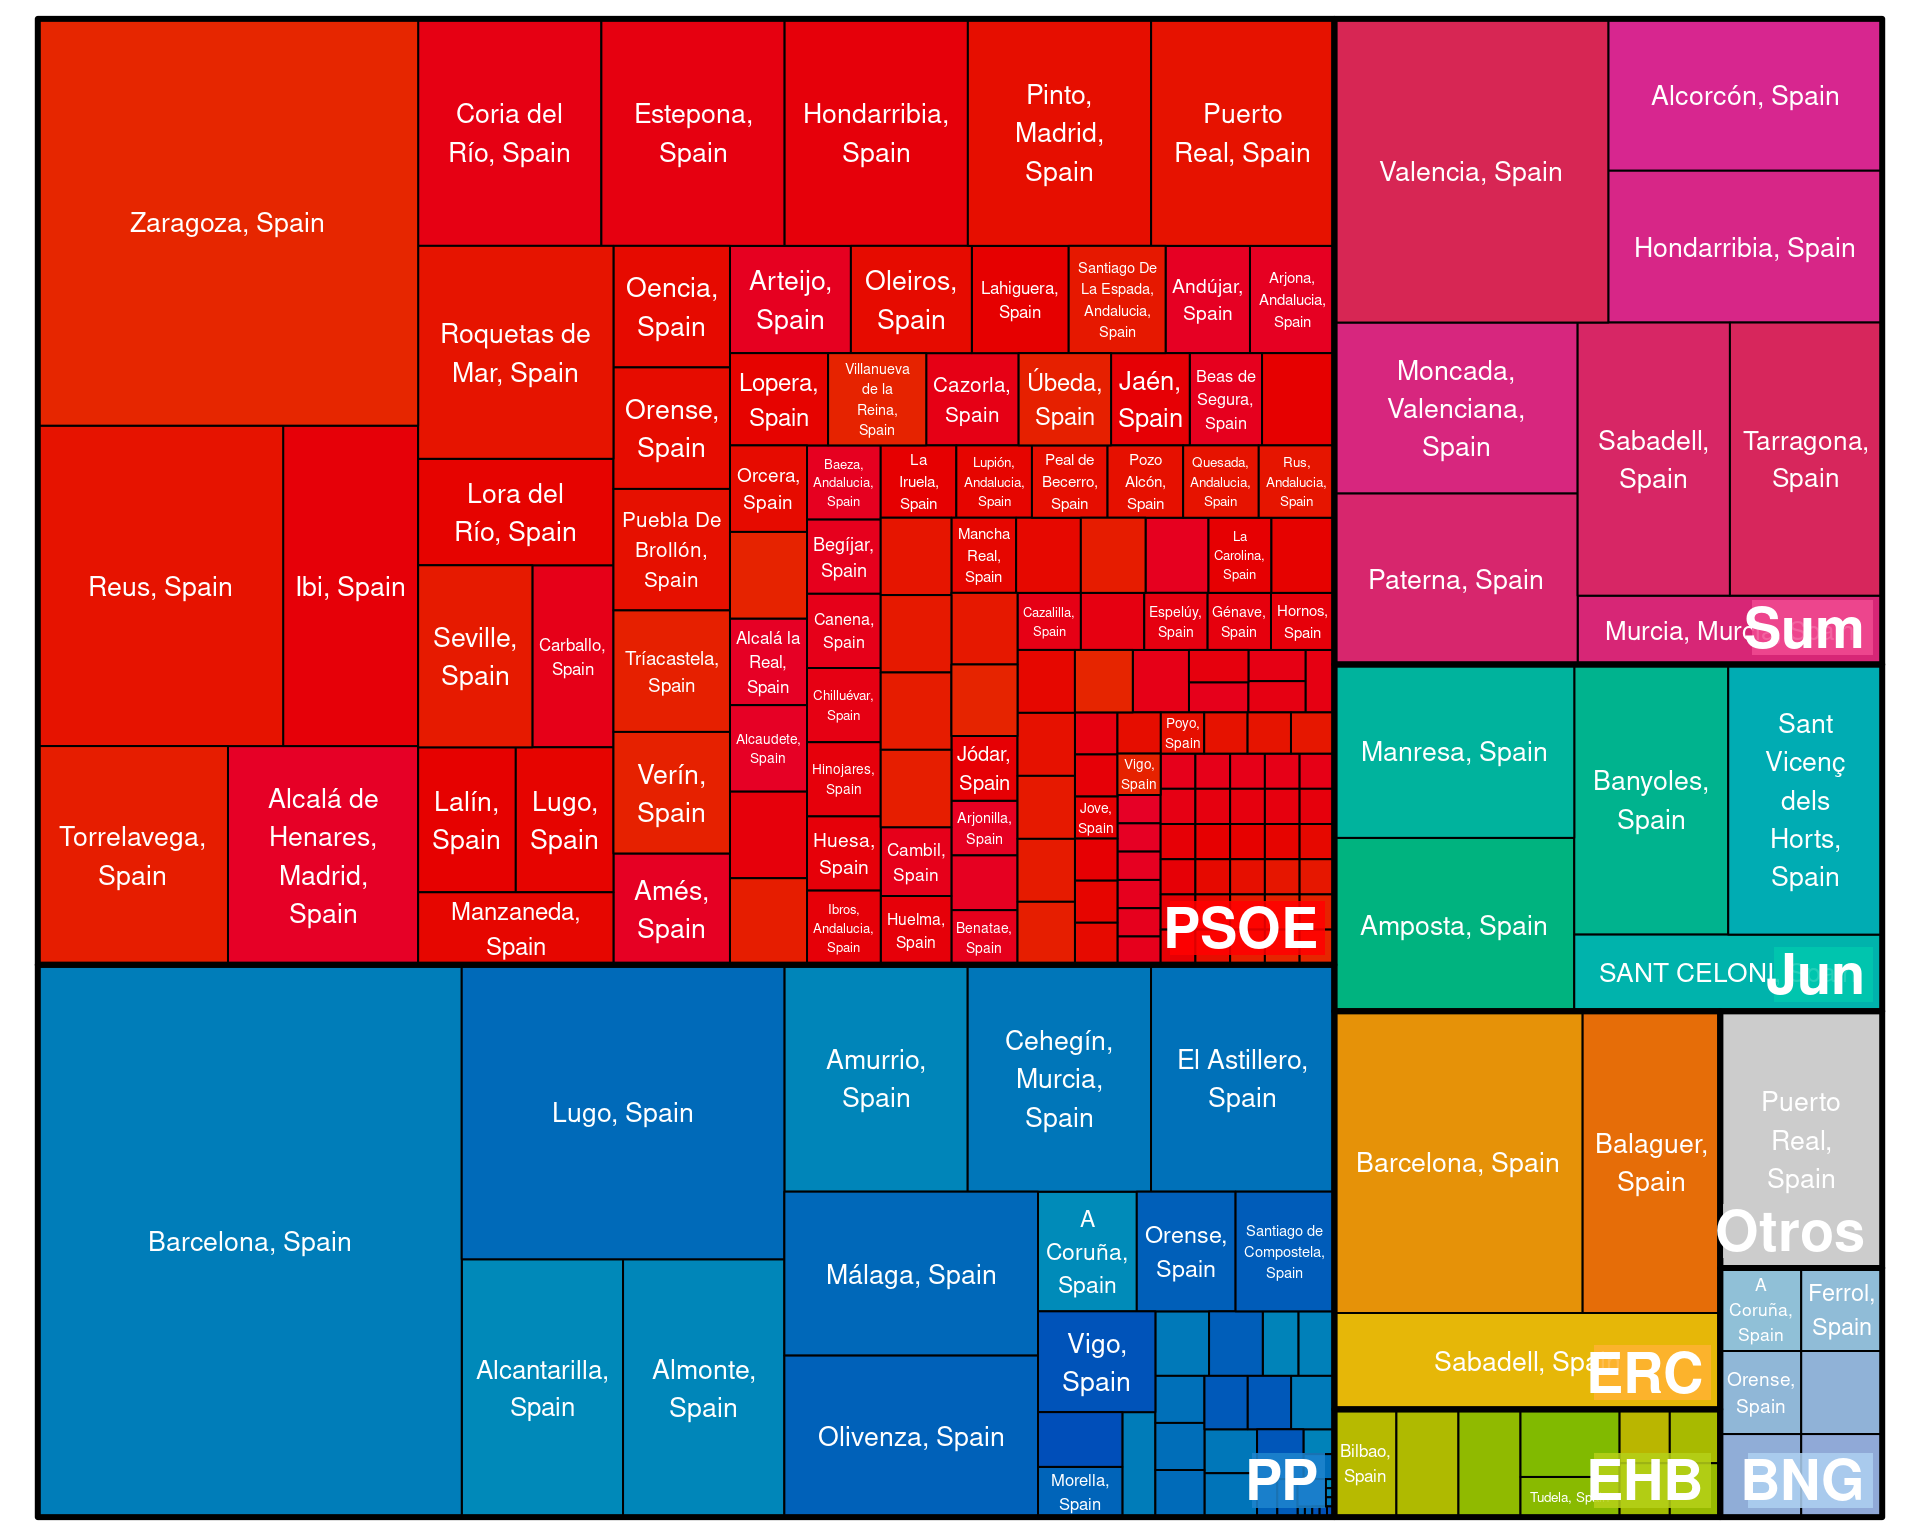 Zaragoza, Spain
Coria del
Río, Spain
Estepona,
Spain
Hondarribia,
Spain
Pinto,
Madrid,
Spain
Puerto
Real, Spain
Reus, Spain
Ibi, Spain
Torrelavega,
Spain
Alcalá de
Henares,
Madrid,
Spain
Roquetas de
Mar, Spain
Lora del
Río, Spain
Seville,
Spain
Carballo,
Spain
Lalín,
Spain
Lugo,
Spain
Manzaneda,
Spain
Oencia,
Spain
Orense,
Spain
Puebla De
Brollón,
Spain
Tríacastela,
Spain
Verín,
Spain
Amés,
Spain
Arteijo,
Spain
Oleiros,
Spain
Lahiguera,
Spain
Santiago De
La Espada,
Andalucia,
Spain
Andújar,
Spain
Arjona,
Andalucia,
Spain
Lopera,
Spain
Villanueva
de la
Reina,
Spain
Cazorla,
Spain
Úbeda,
Spain
Jaén,
Spain
Beas de
Segura,
Spain
Orcera,
Spain
Alcalá la
Real,
Spain
Alcaudete,
Spain
Baeza,
Andalucia,
Spain
Begíjar,
Spain
Canena,
Spain
Chilluévar,
Spain
Hinojares,
Spain
Huesa,
Spain
Ibros,
Andalucia,
Spain
La
Iruela,
Spain
Lupión,
Andalucia,
Spain
Peal de
Becerro,
Spain
Pozo
Alcón,
Spain
Quesada,
Andalucia,
Spain
Rus,
Andalucia,
Spain
Cambil,
Spain
Huelma,
Spain
Mancha
Real,
Spain
La
Carolina,
Spain
Jódar,
Spain
Arjonilla,
Spain
Benatae,
Spain
Cazalilla,
Spain
Espelúy,
Spain
Génave,
Spain
Hornos,
Spain
Poyo,
Spain
Vigo,
Spain
Jove,
Spain
PSOE
Barcelona, Spain
Lugo, Spain
Alcantarilla,
Spain
Almonte,
Spain
Amurrio,
Spain
Cehegín,
Murcia,
Spain
El Astillero,
Spain
Málaga, Spain
Olivenza, Spain
A
Coruña,
Spain
Orense,
Spain
Santiago de
Compostela,
Spain
Vigo,
Spain
Morella,
Spain
PP
Valencia, Spain
Alcorcón, Spain
Hondarribia, Spain
Moncada,
Valenciana,
Spain
Paterna, Spain
Sabadell,
Spain
Tarragona,
Spain
Murcia, Murcia, Spain
Sum
Manresa, Spain
Amposta, Spain
Banyoles,
Spain
Sant
Vicenç
dels
Horts,
Spain
SANT CELONI,
Jun
Barcelona, Spain
Balaguer,
Spain
Sabadell, Spain
ERC
Puerto
Real,
Spain
Otros
Bilbao,
Spain
Tudela, Spain
EHB
A
Coruña,
Spain
Ferrol,
Spain
Orense,
Spain
BNG